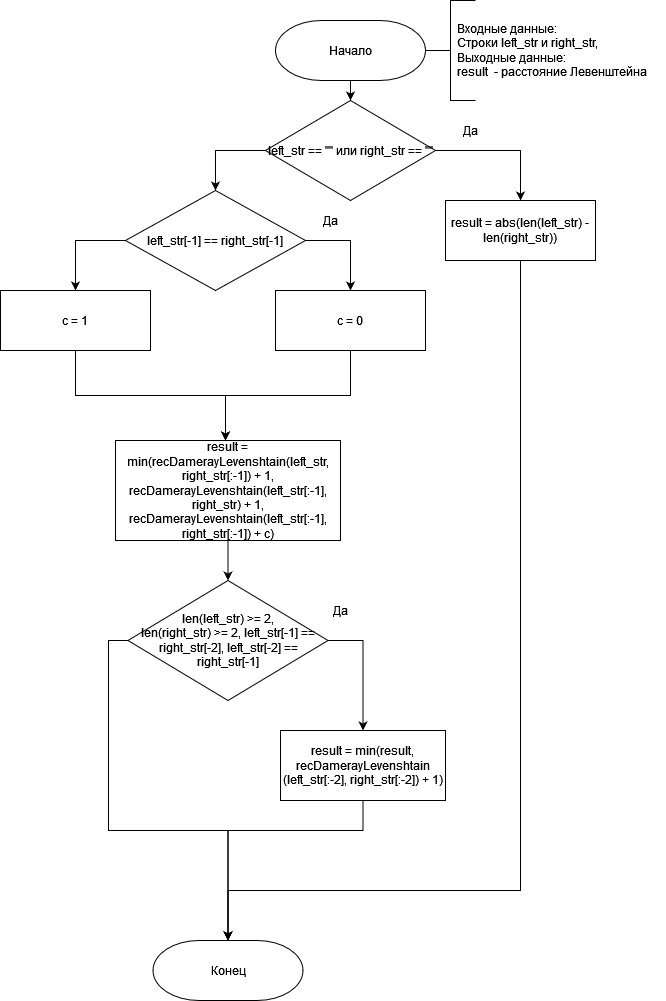 Начало
Входные данные:
Строки left_str и right_str,
Выходные данные:
result - расстояние Левенштейна
left_str == "" или right_str == ""
Да
left_str[-1] == right_str[-1]
Да
result = abs(len(left_str) -
len(right_str))
c = 1
c = 0
result =
min(recDamerayLevenshtain(left_str,
right_str[:-1]) + 1,
recDamerayLevenshtain(left_str[:-1],
right_str) + 1,
recDamerayLevenshtain(left_str[:-1],
right_str[:-1]) + c)
Да
len(left_str) >= 2,
len(right_str) >= 2, left_str[-1] ==
right_str[-2], left_str[-2] ==
right_str[-1]
result = min(result,
recDamerayLevenshtain
(left_str[:-2], right_str[:-2]) + 1)
Конец